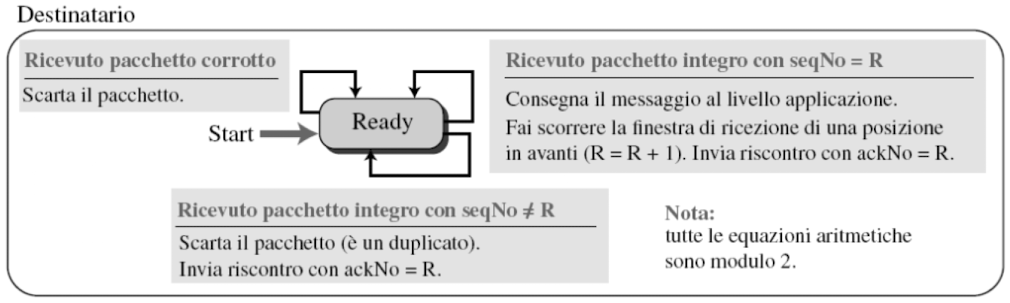 Destinatario
Ricevuto pacchetto corrotto
Scarta il pacchetto.
Start
Ready
Ricevuto pacchetto integro con seqNo = R
Consegna il messaggio al livello applicazione.
Fai scorrere la finestra di ricezione di una posizione
in avanti (R = R + 1). Invia riscontro con ackNo = R.
Ricevuto pacchetto integro con seqNo ≠ R
Scarta il pacchetto (è un duplicato).
Invia riscontro con ackNo = R.
Nota:
tutte le equazioni aritmetiche
sono modulo 2.